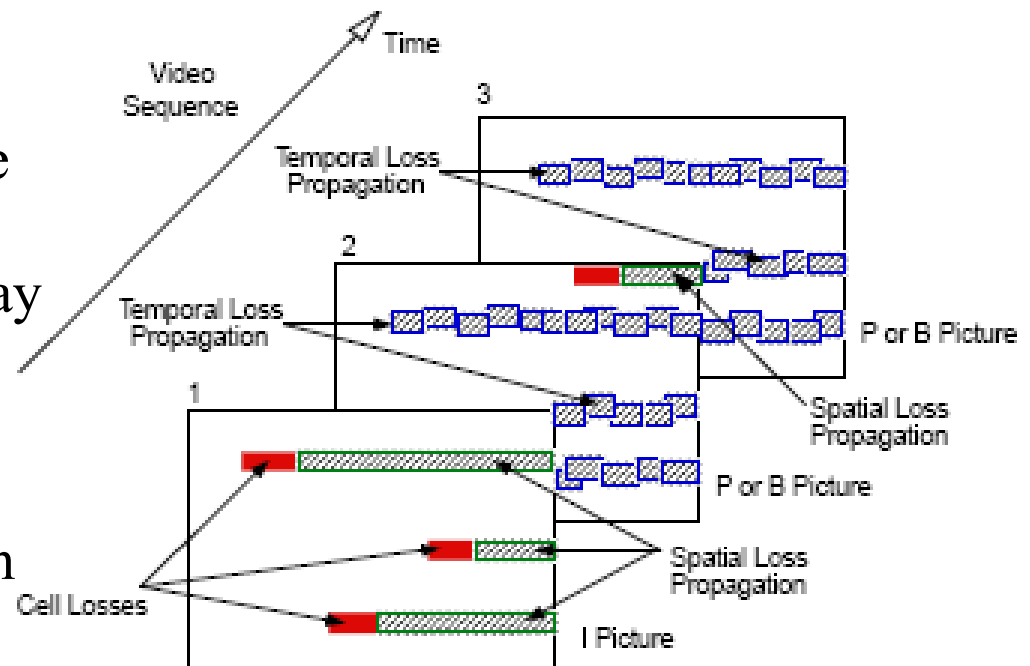 Time
Video
Sequence
3
e
Temporal Loss
Propagation
2
ay
Temporal Loss
Propagation
P or B Picture
1
Spatial Loss
Propagation
P or B Picture
n
Spatial Loss
Propagation
Cell Losses
I Picture